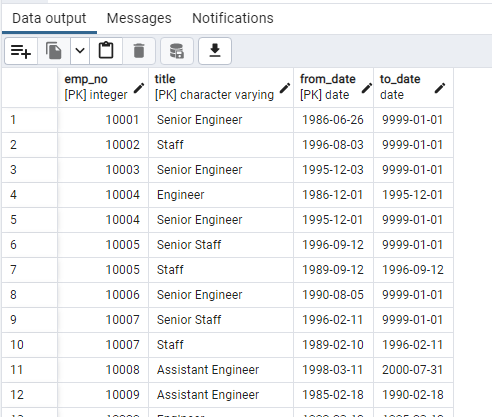 Data output Messages Notifications
emp_no title from_date to_date
[PK] integer [PK] character varying [PK] date date
1 10001 Senior Engineer 1986-06-26 9999-01-01
2 10002 Staff 1996-08-03 9999-01-01
3 10003 Senior Engineer 1995-12-03 9999-01-01
4 10004 Engineer 1986-12-01 1995-12-01
5 10004 Senior Engineer 1995-12-01 9999-01-01
6 10005 Senior Staff 1996-09-12 9999-01-01
7 10005 Staff 1989-09-12 1996-09-12
8 10006 Senior Engineer 1990-08-05 9999-01-01
9 10007 Senior Staff 1996-02-11 9999-01-01
10 10007 Staff 1989-02-10 1996-02-11
11 10008 Assistant Engineer 1998-03-11 2000-07-31
12 10009 Assistant Engineer 1985-02-18 1990-02-18